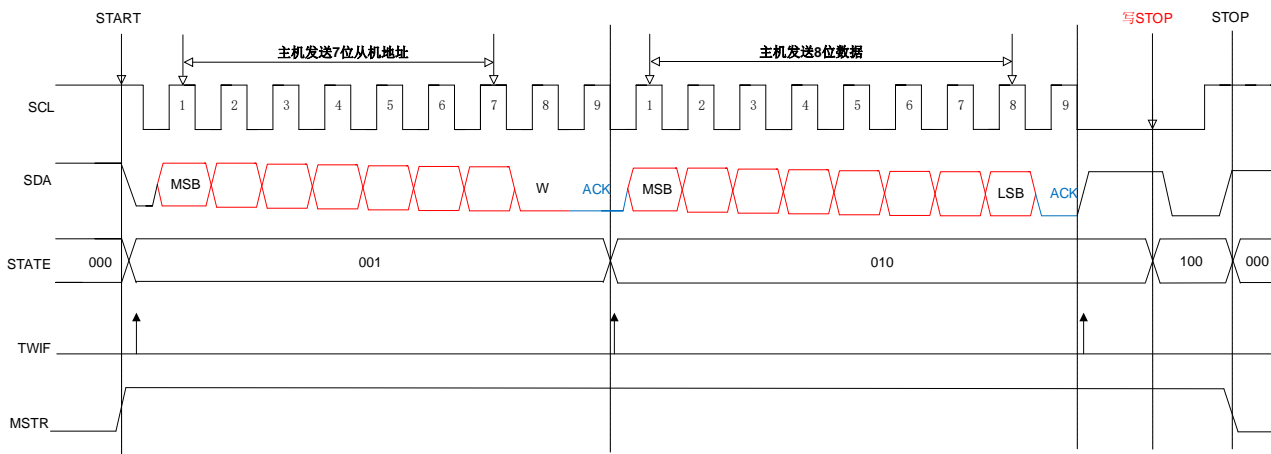 START 写STOP STOP
主机发送7位从机地址 主机发送8位数据
SCL 1 2 3 4 5 6 7 8 9 1 2 3 4 5 6 7 8 9
SDA MSB W ACK MSB LSB ACK
STATE 000 001 010 100 000
TWIF
MSTR